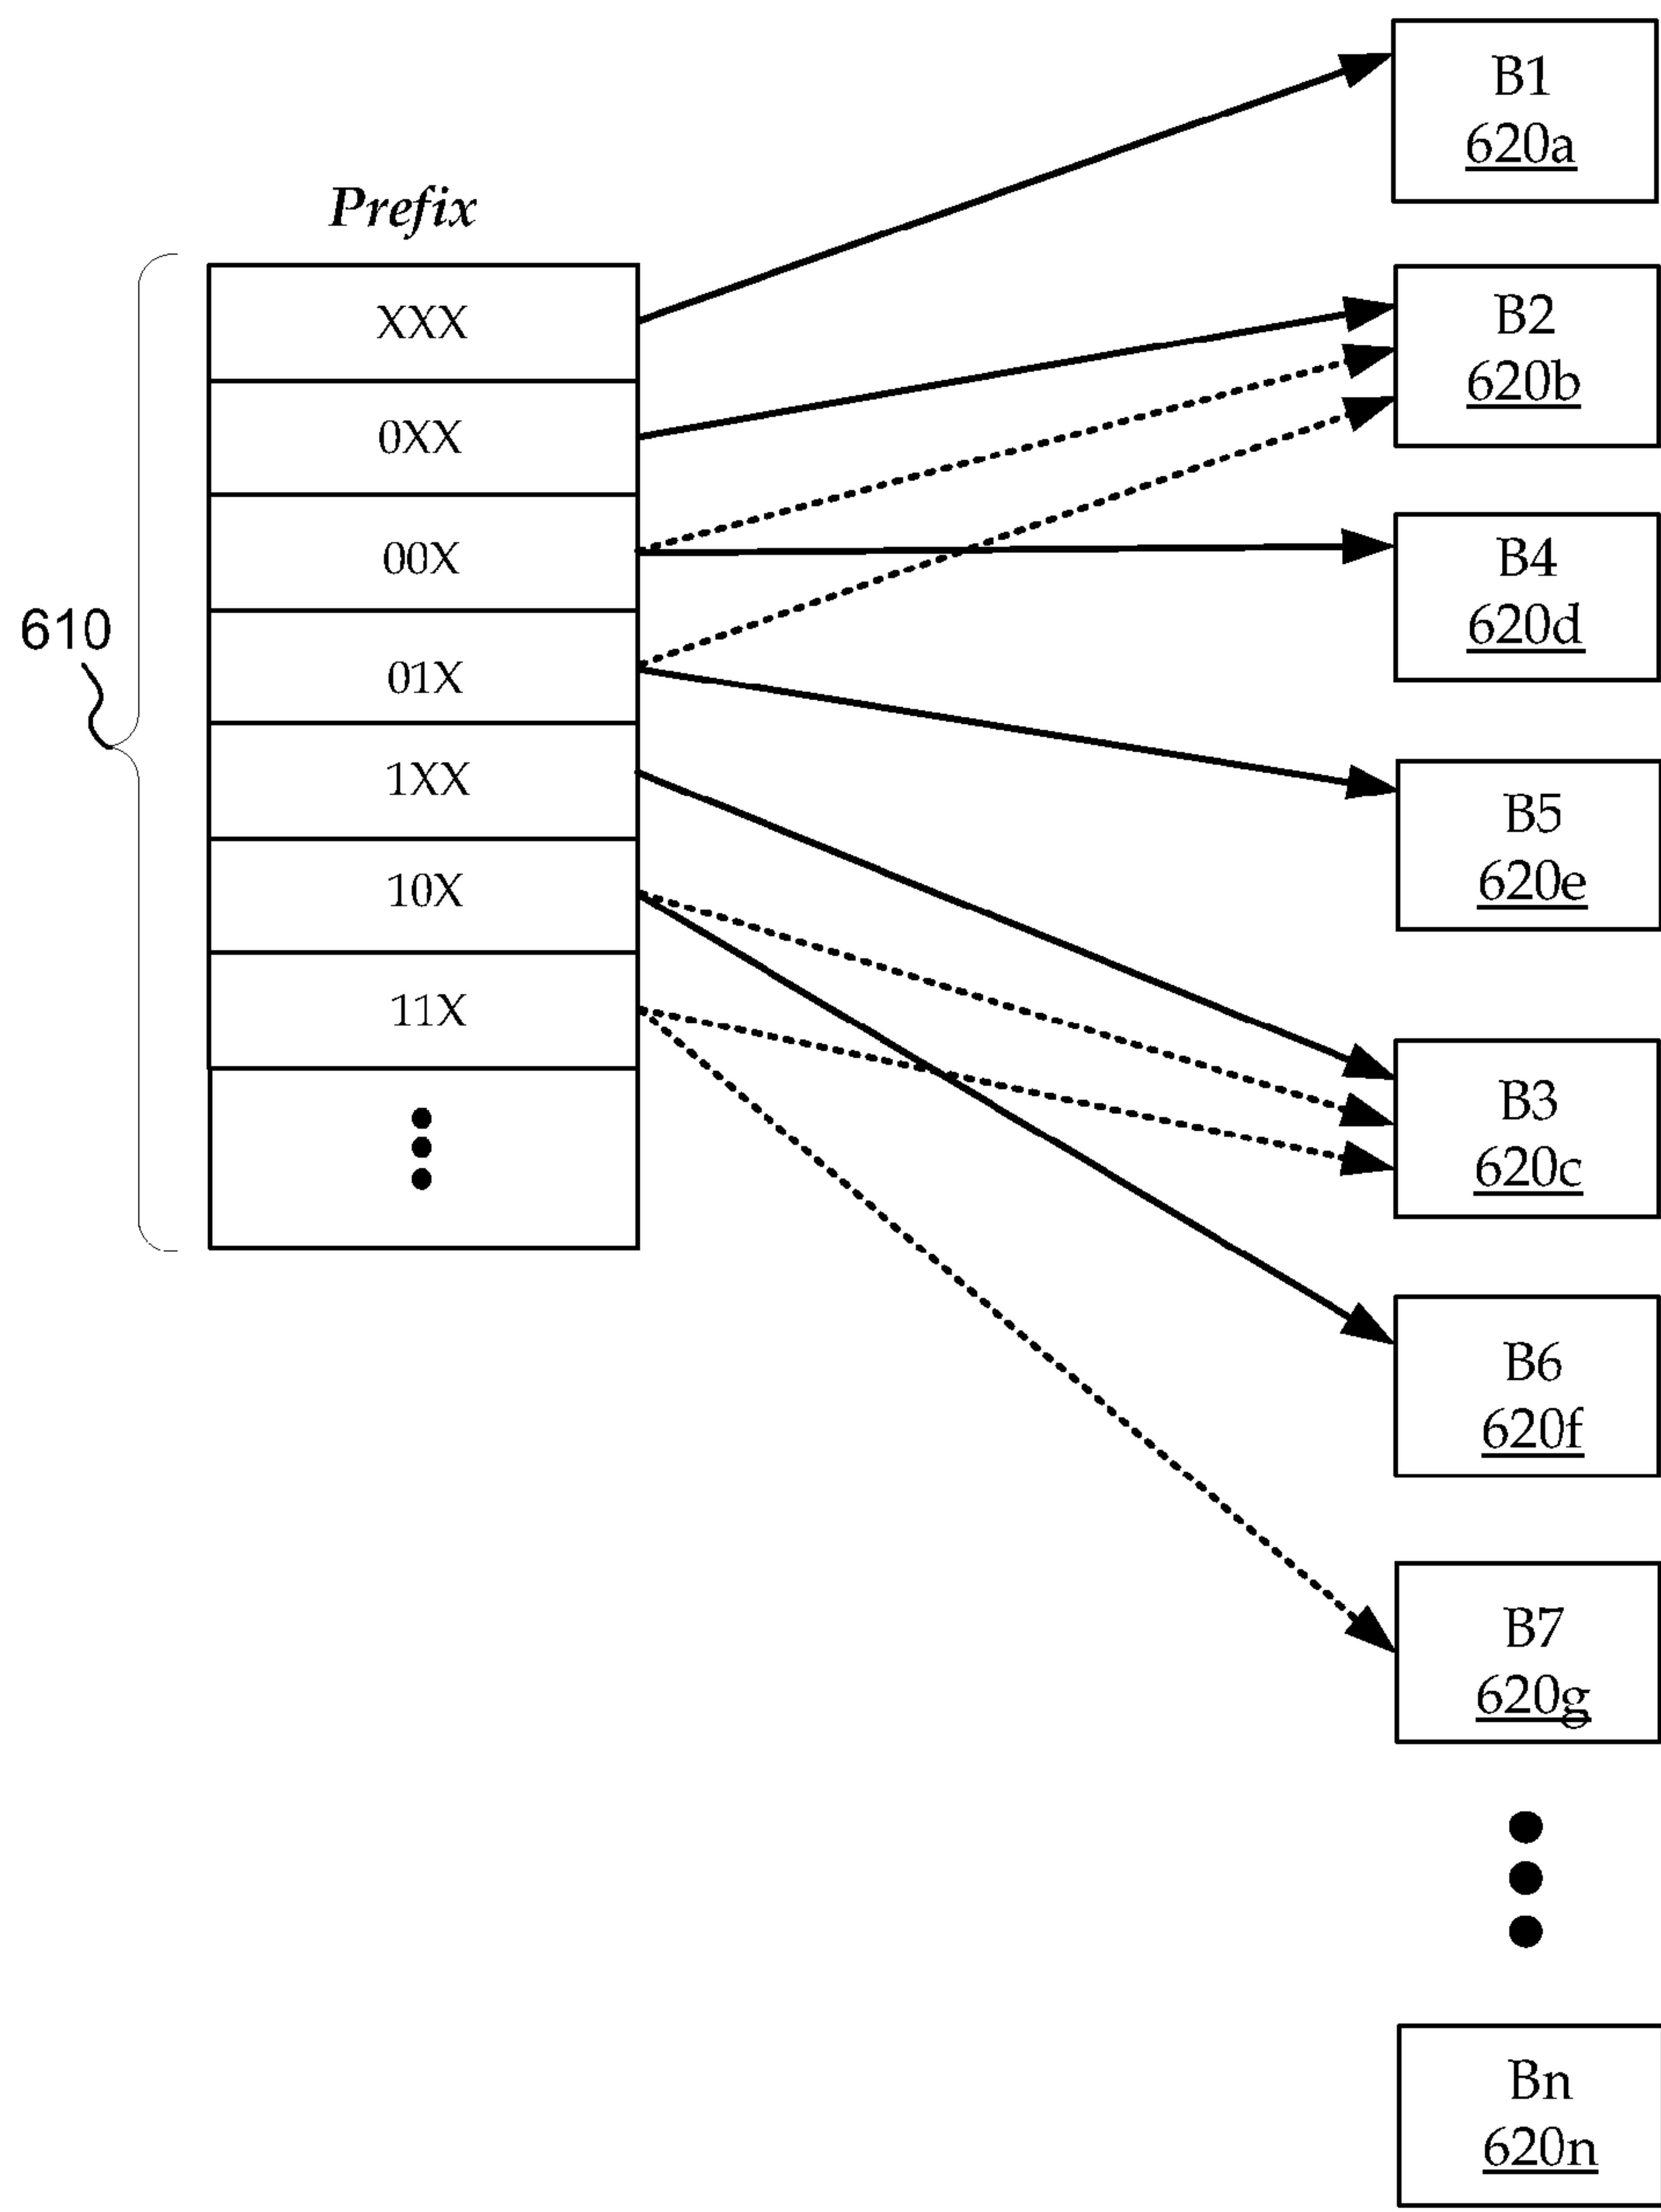 Prefix
XXX
0XX
00X
01X
1XX
10X
11X
610
B1
620a
B2
620b
B4
620d
B5
620e
B3
620c
B6
620f
B7
620g
Bn
620n